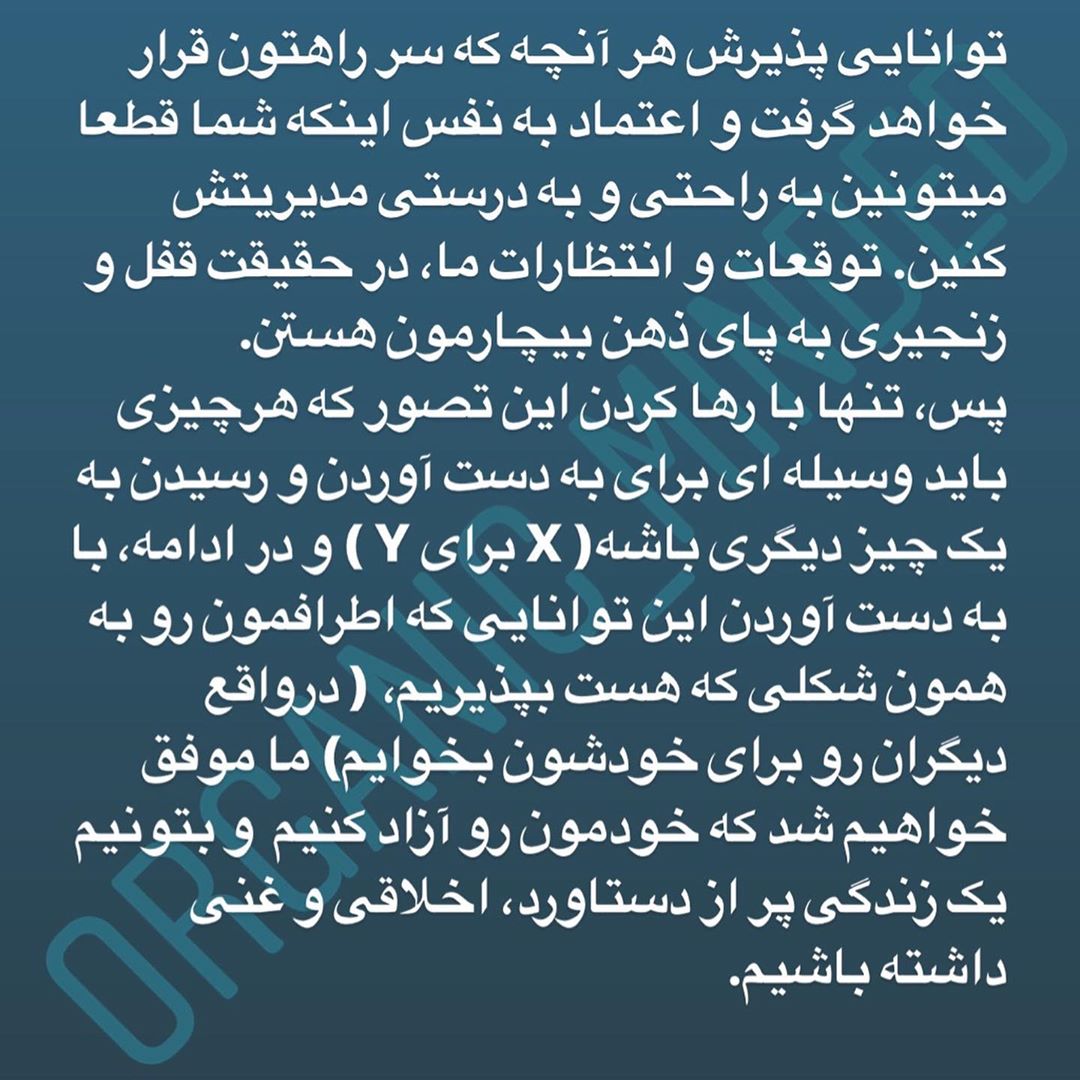 توانایی پذیرش هر آنچه که سر راهتون قرار
خواهد گرفت و اعتماد به نفس اینکه شما قطعا
میتونین به راحتی و به درستی مدیریتش
کنین. توقعات و انتظارات ما، در حقیقت قفل و
زنجیری به پای ذهن بیچارمون هستن.
پس، تنها با رها کردن این تصور که هرچیزی
باید وسیله ای برای به دست آوردن و رسیدن به
یک چیز دیگری باشه( X برای Y ) و در ادامه، با
به دست آوردن این توانایی که اطرافمون رو به
همون شکلی که هست بپذیریم، ( درواقع
دیگران رو برای خودشون بخوایم) ما موفق
خواهیم شد که خودمون رو آزاد کنیم و بتونیم
یک زندگی پر از دستاورد، اخلاقی و غنی
داشته باشیم.
ORGANIC_MINDED